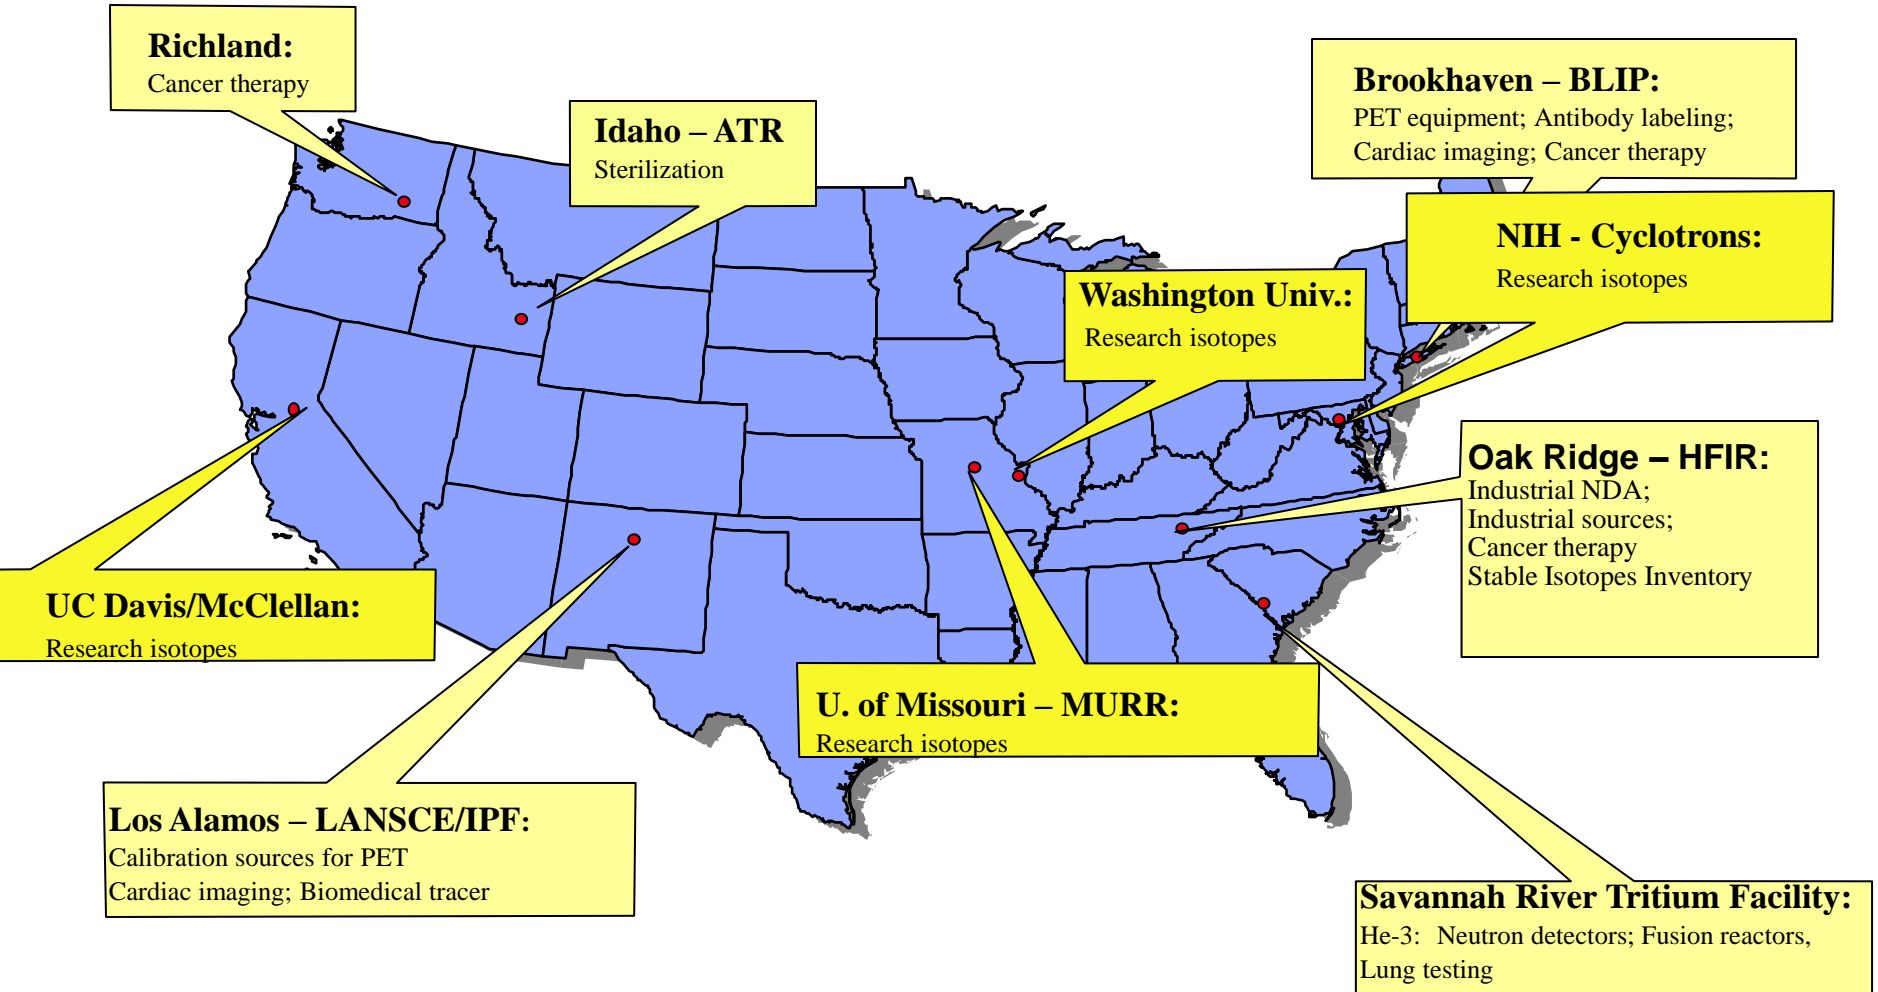 Richland:
Cancer therapy
Idaho – ATR
Sterilization
Brookhaven – BLIP:
PET equipment; Antibody labeling;
Cardiac imaging; Cancer therapy
NIH - Cyclotrons:
Research isotopes
Washington Univ.:
Research isotopes
Oak Ridge – HFIR:
Industrial NDA;
Industrial sources;
Cancer therapy
Stable Isotopes Inventory
UC Davis/McClellan:
Research isotopes
U. of Missouri – MURR:
Research isotopes
Los Alamos – LANSCE/IPF:
Calibration sources for PET
Cardiac imaging; Biomedical tracer
Savannah River Tritium Facility:
He-3: Neutron detectors; Fusion reactors,
Lung testing